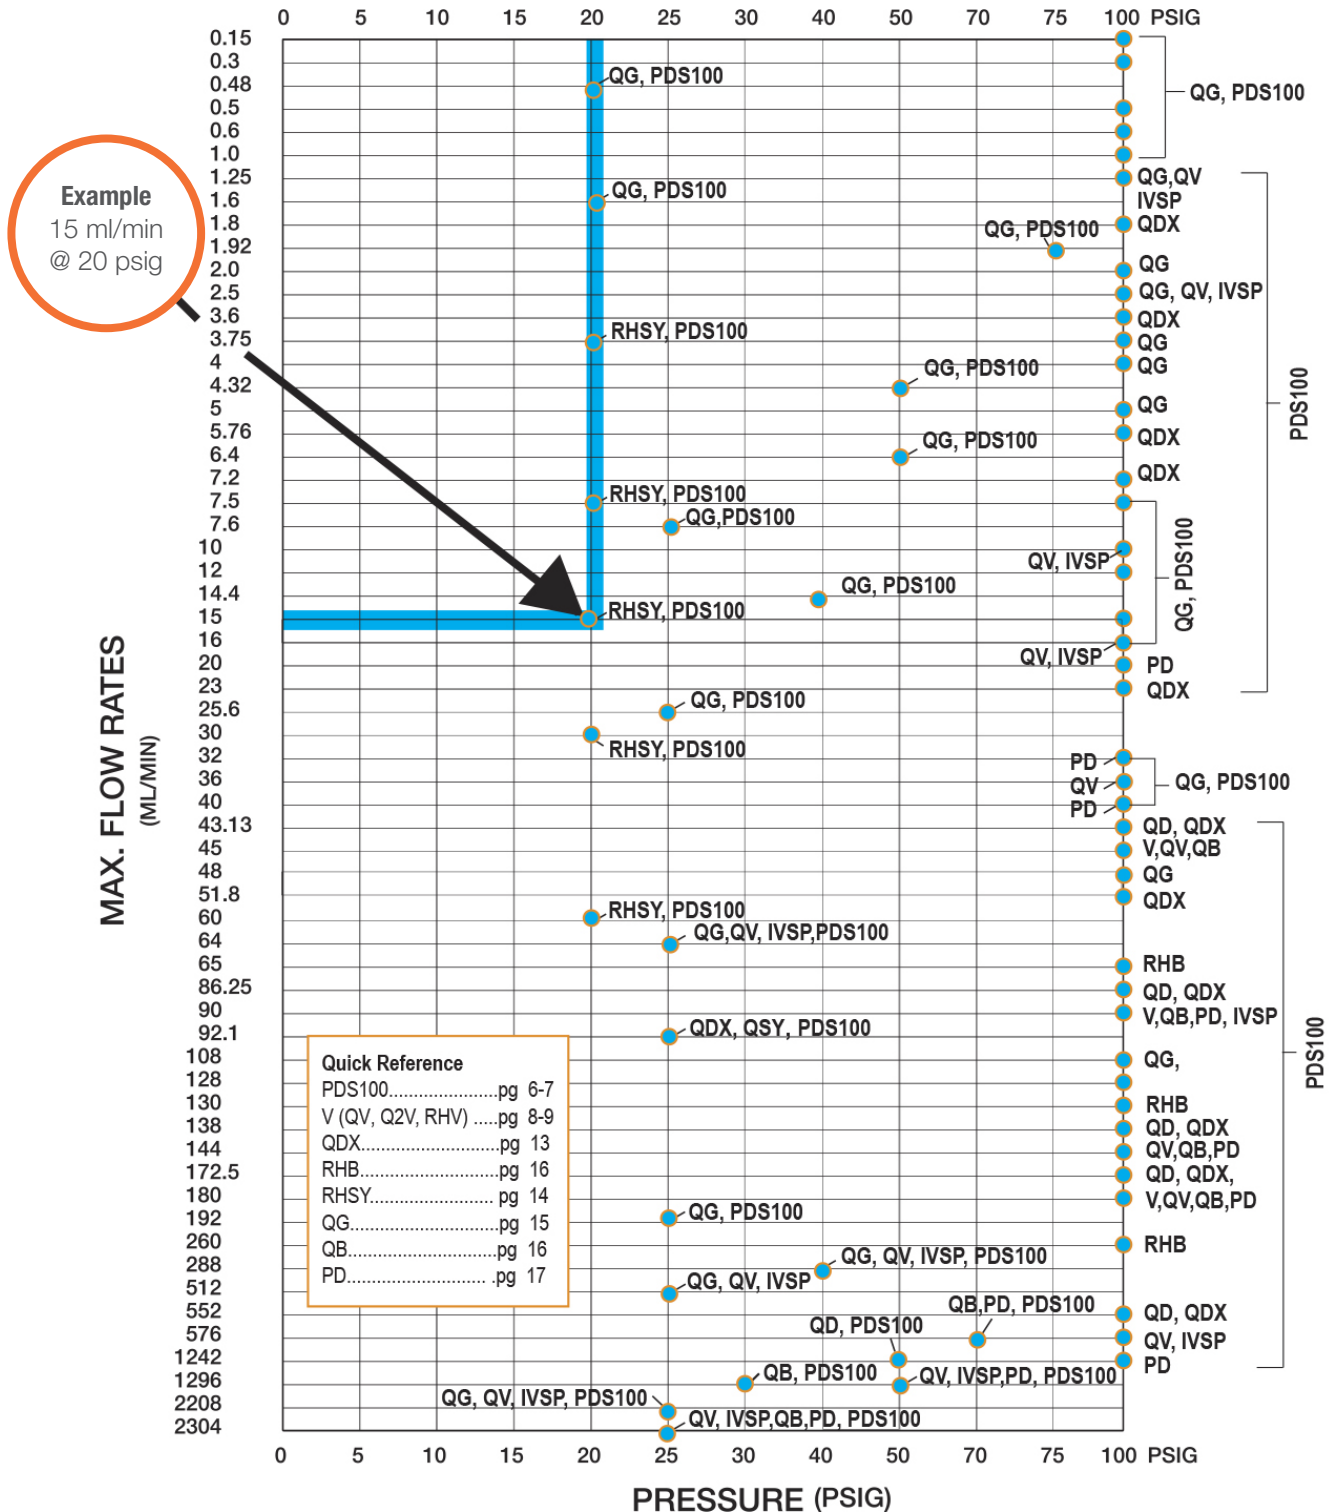 0 5 10 15 20 25 30 40 50 70 75 100 PSIG
0.15
0.3
0.48 QG, PDS100
QG, PDS100
0.5
0.6
1.0
1.25 QG,QV
Example
15 ml/min
@ 20 psig
1.6 QG, PDS100 IVSP
1.8 QDX
1.92 QG, PDS100
2.0 QG
2.5 QG, QV, IVSP
3.6 QDX
3.75 RHSY, PDS100 QG
4 QG
4.32 QG, PDS100
PDS100
5 QG
5.76 QDX
6.4 QG, PDS100
7.2 QDX
7.5 RHSY, PDS100
7.6 QG,PDS100
10 QV, IVSP
QG, PDS100
12
14.4 QG, PDS100
15 RHSY, PDS100
16 QV, IVSP
20 PD
23 QDX
25.6 QG, PDS100
30 RHSY, PDS100
32 PD
36 QV QG, PDS100
40 PD
MAX. FLOW RATES
(ML/MIN)
43.13 QD, QDX
45 V,QV,QB
48 QG
51.8 QDX
60 RHSY, PDS100
64 QG,QV, IVSP,PDS100
65 RHB
86.25 QD, QDX
90 V,QB,PD, IVSP
92.1 QDX, QSY, PDS100
PDS100
108 QG,
128
130 RHB
138 QD, QDX
144 QV,QB,PD
172.5 QD, QDX,
180 V,QV,QB,PD
192 QG, PDS100
260 RHB
288 QG, QV, IVSP, PDS100
512 QG, QV, IVSP
552 QD, QDX
576 QB,PD, PDS100 QV, IVSP
1242 QD, PDS100 PD
1296 QB, PDS100 QV, IVSP,PD, PDS100
2208 QG, QV, IVSP, PDS100
2304 QV, IVSP,QB,PD, PDS100
Quick Reference
PDS100......................pg 6-7
V (QV, Q2V, RHV) .....pg 8-9
QDX............................pg 13
RHB............................pg 16
RHSY......................... pg 14
QG..............................pg 15
QB..............................pg 16
PD............................ .pg 17
0 5 10 15 20 25 30 40 50 70 75 100 PSIG
PRESSURE (PSIG)